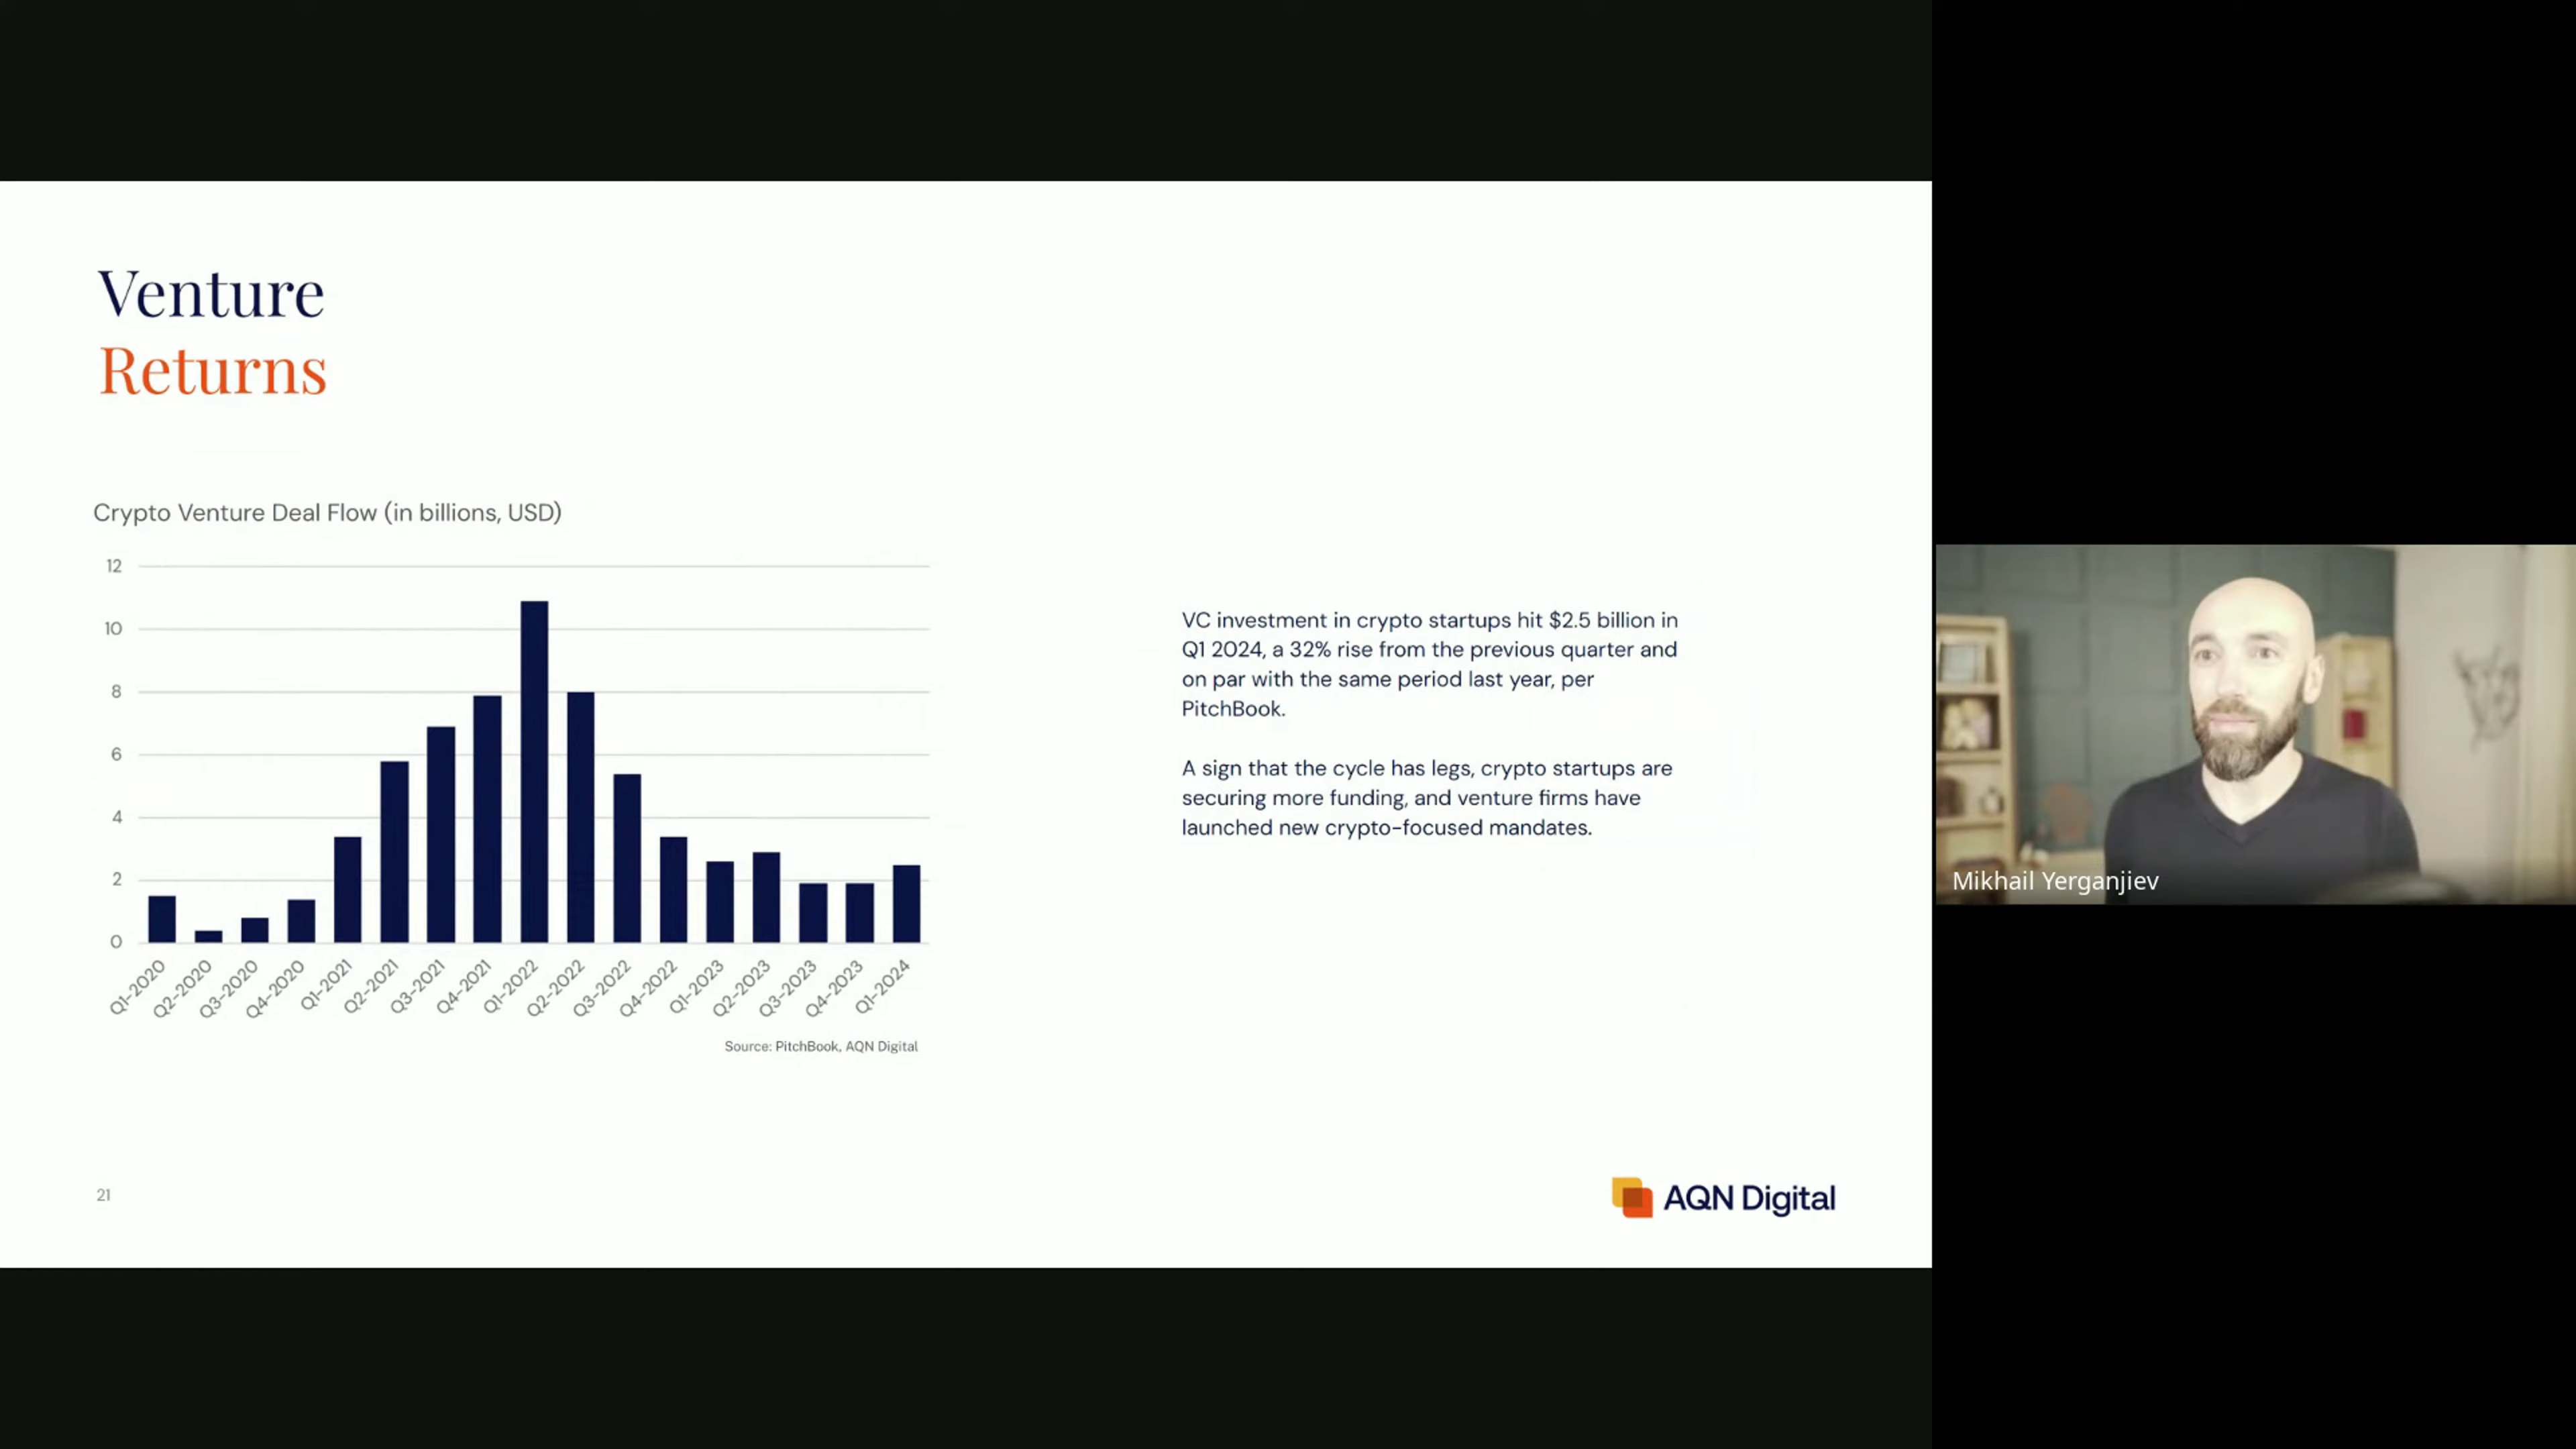 Venture
Returns
Crypto Venture Deal Flow (in billions, USD)
12
10
8
6
4
2
0
Q1-2020
Q2-2020
Q3-2020
Q4-2020
Q1-2021
Q2-2021
Q3-2021
Q4-2021
Q1-2022
Q2-2022
Q3-2022
Q4-2022
Q1-2023
Q2-2023
Q3-2023
Q4-2023
Q1-2024
Source: PitchBook, AQN Digital
VC investment in crypto startups hit $2.5 billion in
Q1 2024, a 32% rise from the previous quarter and
on par with the same period last year, per
PitchBook.
A sign that the cycle has legs, crypto startups are
securing more funding, and venture firms have
launched new crypto-focused mandates.
Mikhail Yerganjiev
21
AQN Digital